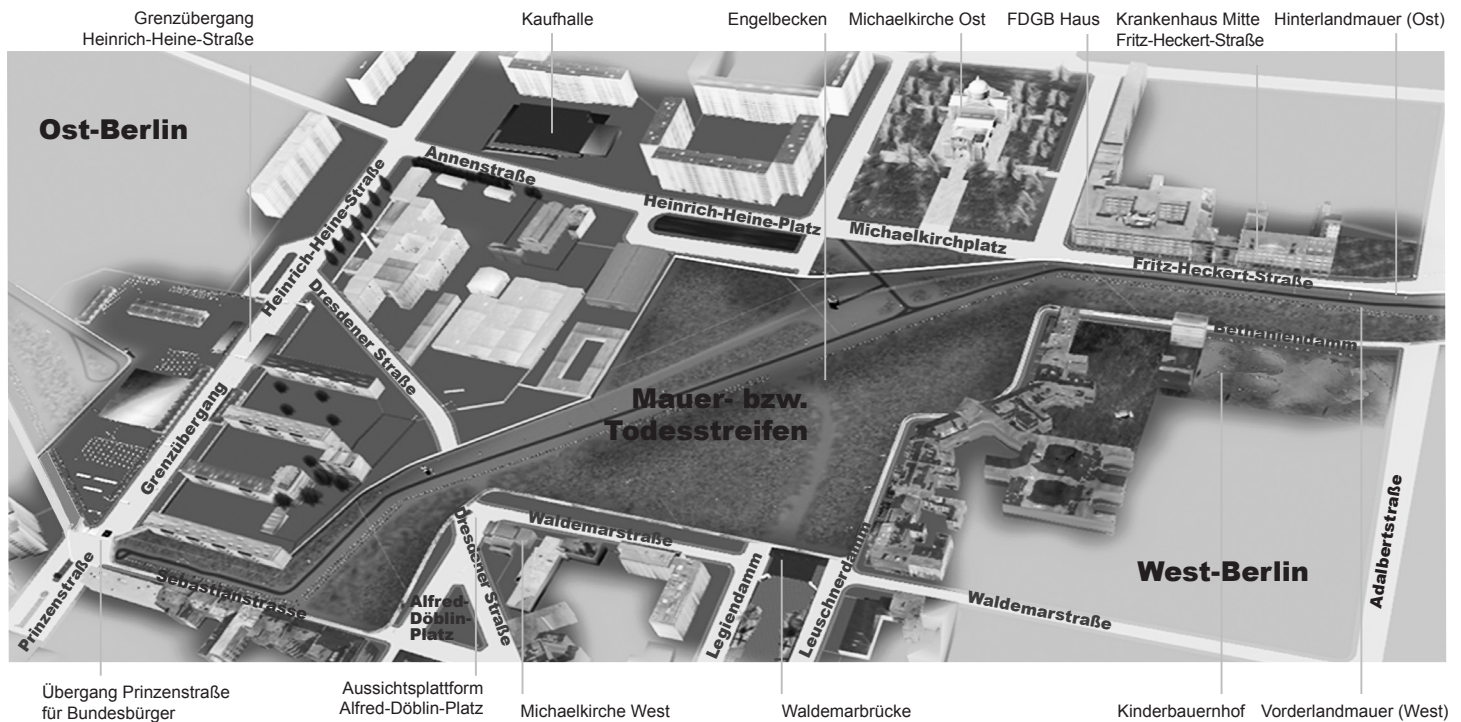 Grenzübergang
Heinrich-Heine-Straße
Kaufhalle
Engelbecken
Michaelkirche Ost
FDGB Haus
Krankenhaus Mitte
Fritz-Heckert-Straße
Hinterlandmauer (Ost)
Ost-Berlin
Annenstraße
Heinrich-Heine-Straße
Heinrich-Heine-Platz
Michaelkirchplatz
Fritz-Heckert-Straße
Dresdener Straße
Bethaniendamm
Grenzübergang
Mauer- bzw.
Todesstreifen
Waldemarstraße
Dresdener Straße
West-Berlin
Adalbertstraße
Prinzenstraße
Sebastianstrasse
Alfred-
Döblin-
Platz
Legiendamm
Leuschnerdamm
Waldemarstraße
Übergang Prinzenstraße
für Bundesbürger
Aussichtsplattform
Alfred-Döblin-Platz
Michaelkirche West
Waldemarbrücke
Kinderbauernhof
Vorderlandmauer (West)